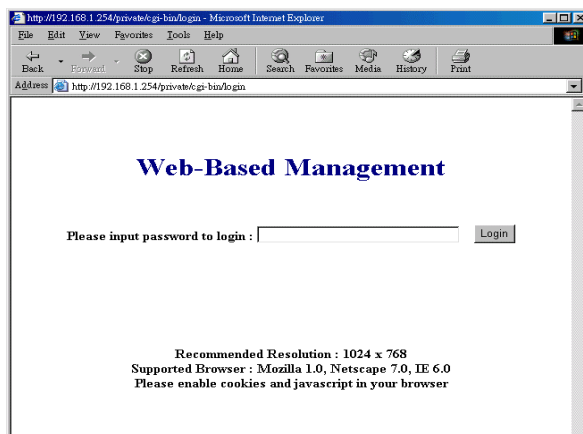 http://192.168.1.254/private/cgi-bin/login - Microsoft Internet Explorer
File Edit View Favorites Tools Help
Back Forward Stop Refresh Home Search Favorites Media History Print
Address http://192.168.1.254/private/cgi-bin/login
Web-Based Management
Please input password to login : Login
Recommended Resolution : 1024 x 768
Supported Browser : Mozilla 1.0, Netscape 7.0, IE 6.0
Please enable cookies and javascript in your browser